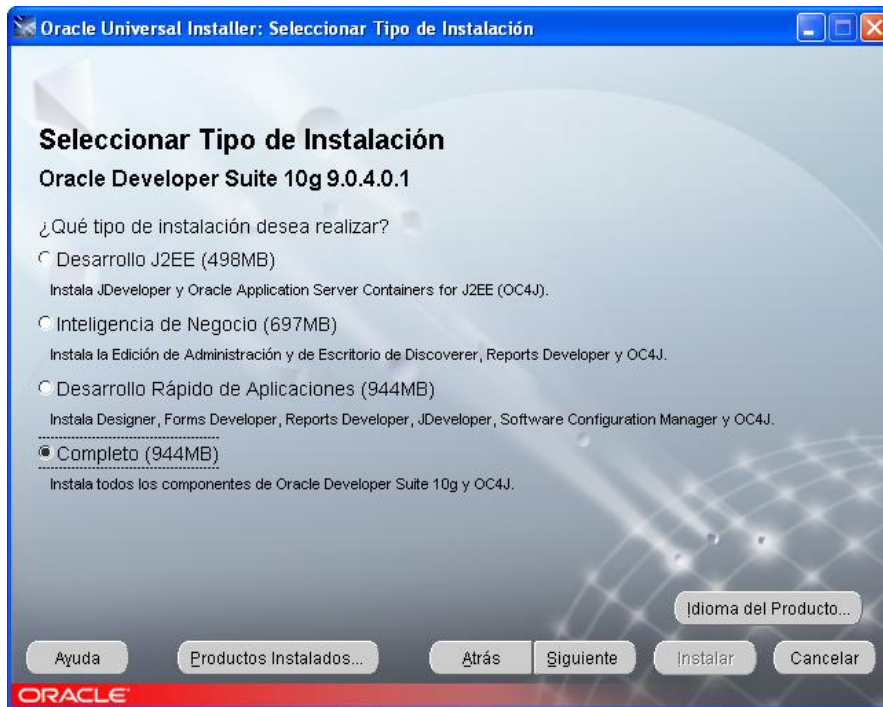 Oracle Universal Installer: Seleccionar Tipo de Instalación
Seleccionar Tipo de Instalación
Oracle Developer Suite 10g 9.0.4.0.1
¿Qué tipo de instalación desea realizar?
Desarrollo J2EE (498MB)
Instala JDeveloper y Oracle Application Server Containers for J2EE (OC4J).
Inteligencia de Negocio (697MB)
Instala la Edición de Administración y de Escritorio de Discoverer, Reports Developer y OC4J.
Desarrollo Rápido de Aplicaciones (944MB)
Instala Designer, Forms Developer, Reports Developer, JDeveloper, Software Configuration Manager y OC4J.
Completo (944MB)
Instala todos los componentes de Oracle Developer Suite 10g y OC4J.
Idioma del Producto...
Ayuda Productos Instalados... Atrás Siguiente Instalar Cancelar
ORACLE